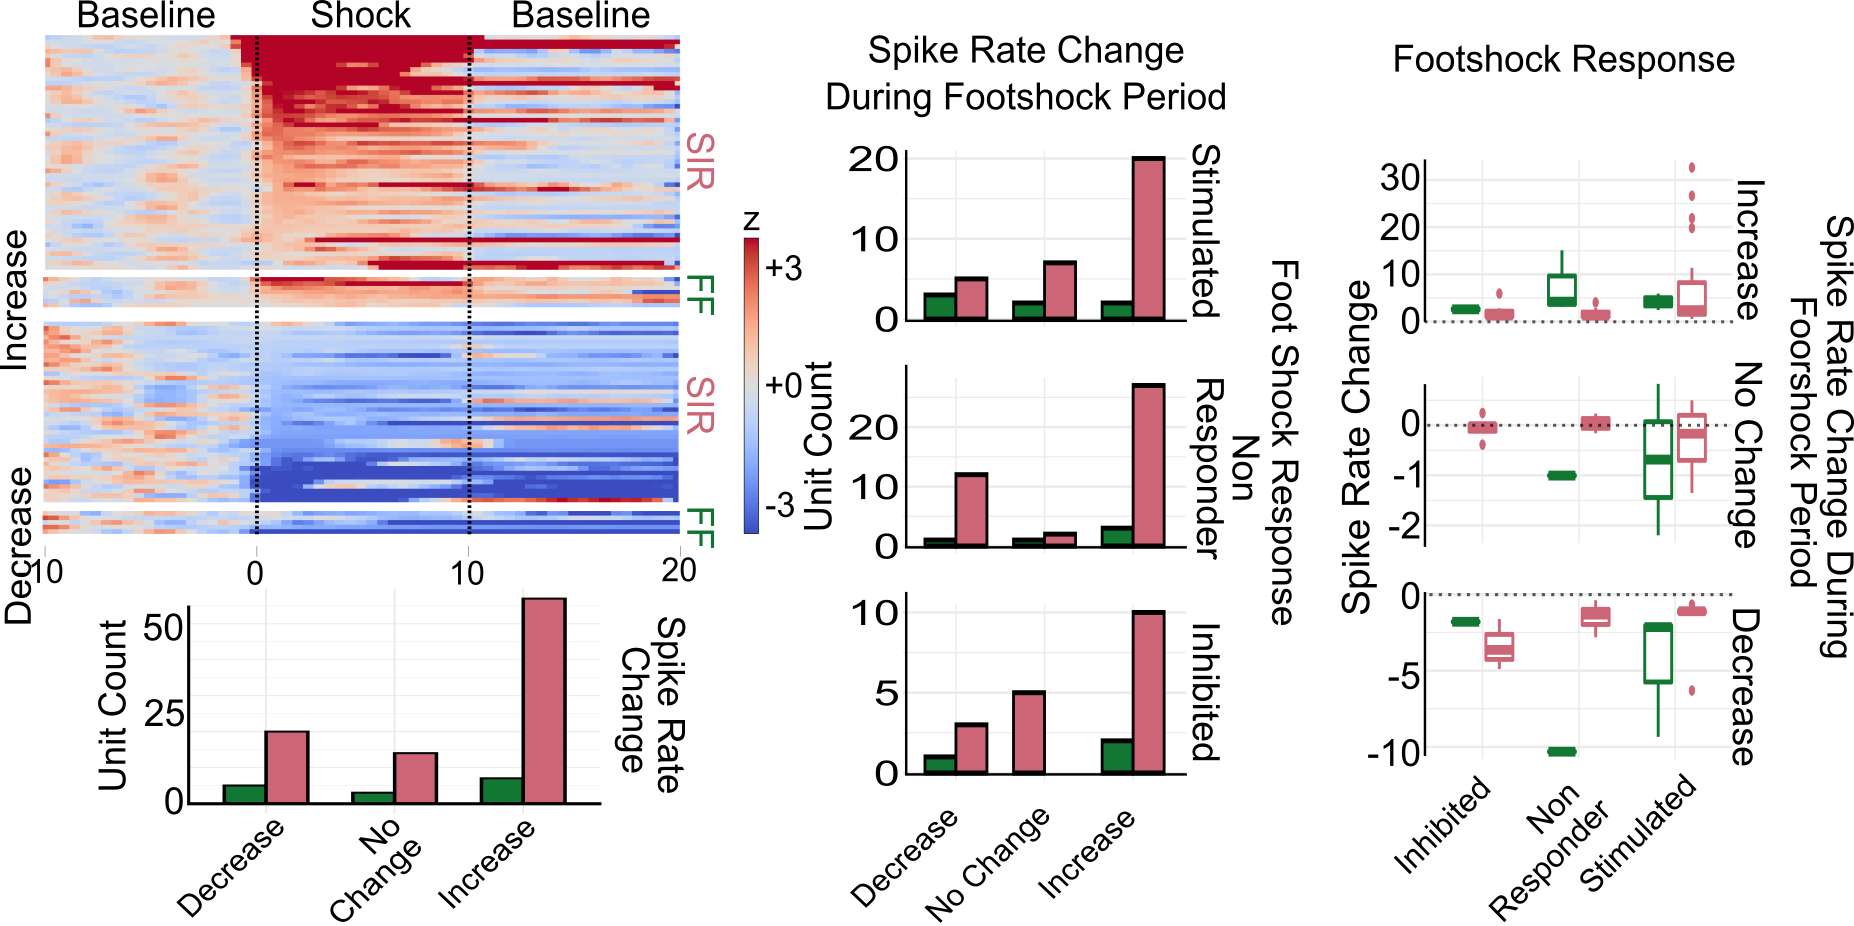 Baseline
Shock
Baseline
SIR
FF
SIR
FF
Increase
Decrease
10
0
10
20
z
+3
+0
-3
Unit Count
50
25
0
Unit Count
Decrease
No
Change
Increase
Spike Rate
Change
Spike Rate Change
During Footshock Period
20
10
0
Stimulated
20
10
0
Responder
Non
10
5
0
Inhibited
Foot Shock Response
Decrease
No Change
Increase
Footshock Response
Spike Rate Change
30
20
10
0
Increase
0
-1
-2
No Change
0
-5
-10
Decrease
Spike Rate Change During
Foorshock Period
Inhibited
Non
Responder
Stimulated